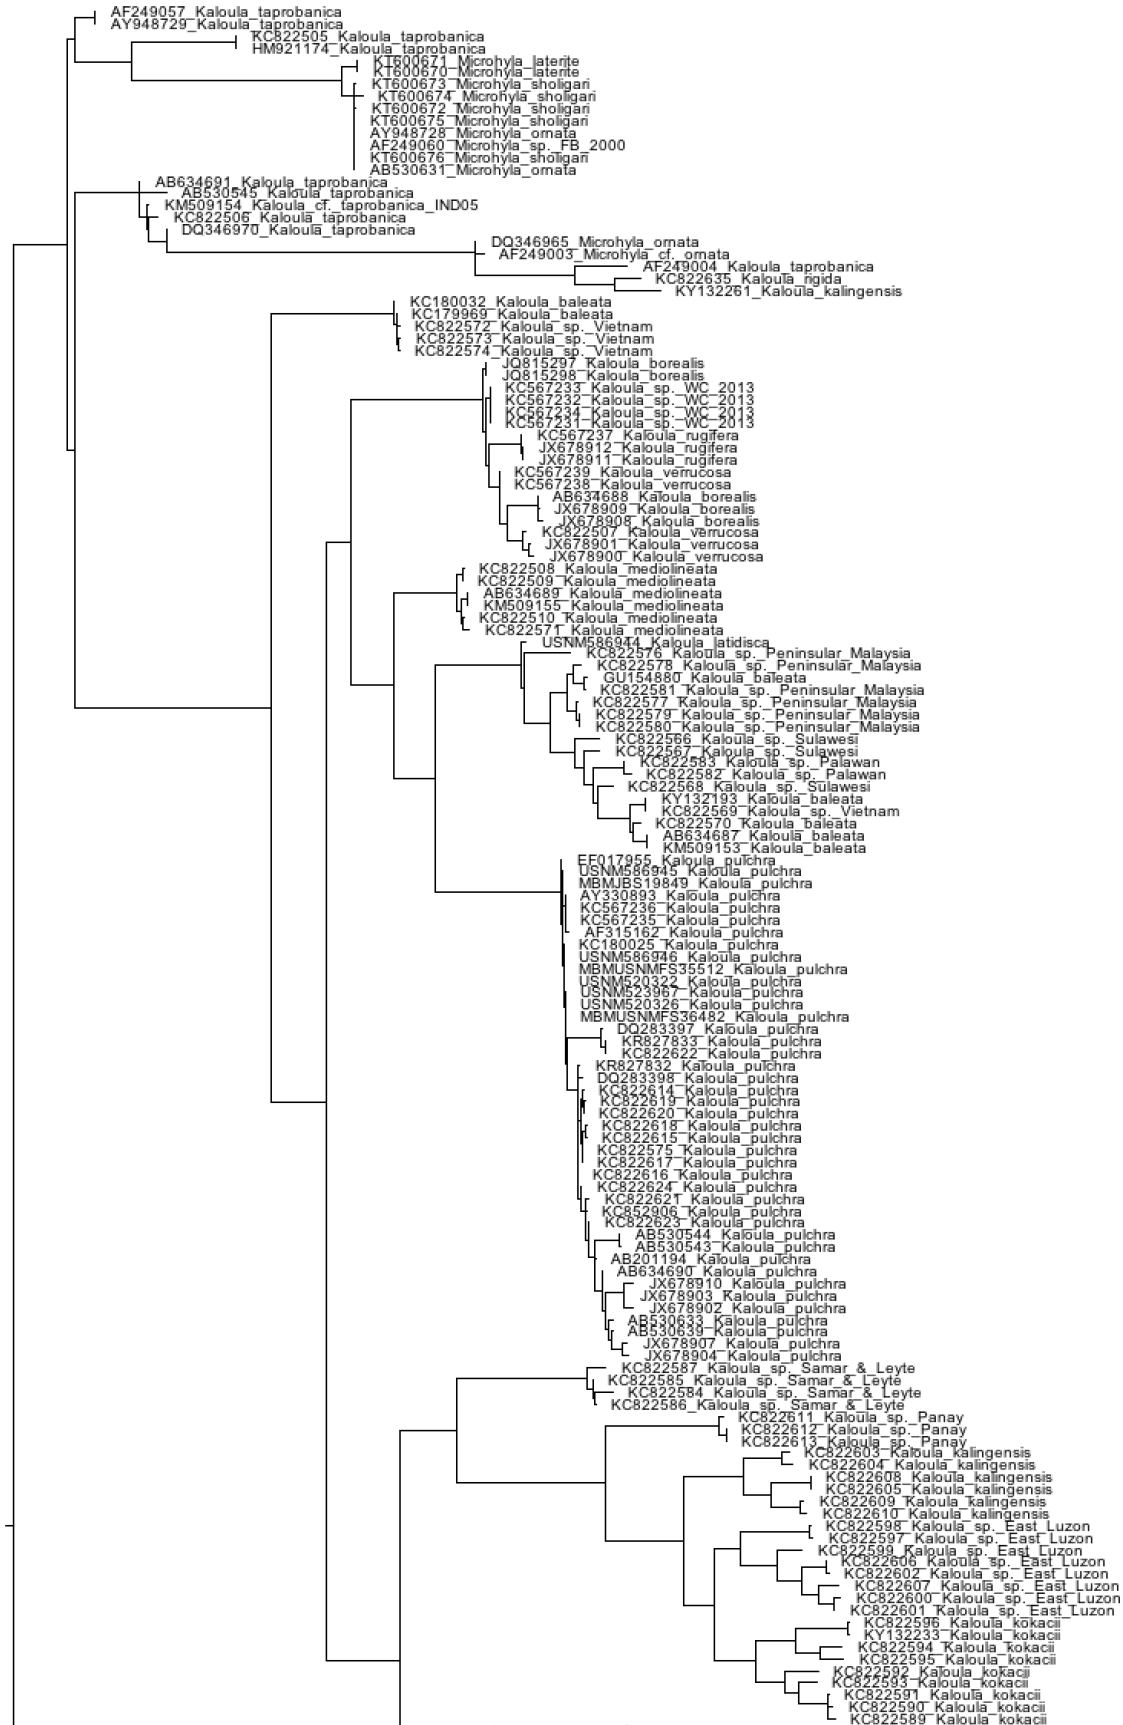 AF249057_Kaloula_taprobanica
AY948729_Kaloula_taprobanica
KC822505_Kaloula_taprobanica
HM921174_Kaloula_taprobanica
KT600671_Microhyla_laterite
KT600670_Microhyla_laterite
KT600673_Microhyla_sholigari
KT600674_Microhyla_sholigari
KT600672_Microhyla_sholigari
KT600675_Microhyla_sholigari
AY948728_Microhyla_ornata
AF249060_Microhyla_sp._FB_2000
KT600676_Microhyla_sholigari
AB530631_Microhyla_ornata
AB634691_Kaloula_taprobanica
AB530545_Kaloula_taprobanica
KM509154_Kaloula_cf._taprobanica_IND05
KC822506_Kaloula_taprobanica
DQ346970_Kaloula_taprobanica
DQ346965_Microhyla_ornata
AF249003_Microhyla_cf._ornata
AF249004_Kaloula_taprobanica
KC822635_Kaloula_rigida
KY132261_Kaloula_kalingensis
KC180032_Kaloula_baleata
KC179969_Kaloula_baleata
KC822572_Kaloula_sp._Vietnam
KC822573_Kaloula_sp._Vietnam
KC822574_Kaloula_sp._Vietnam
JQ815297_Kaloula_borealis
JQ815298_Kaloula_borealis
KC567233_Kaloula_sp._WC_2013
KC567232_Kaloula_sp._WC_2013
KC567234_Kaloula_sp._WC_2013
KC567231_Kaloula_sp._WC_2013
KC567237_Kaloula_rugifera
JX678912_Kaloula_rugifera
JX678911_Kaloula_rugifera
KC567239_Kaloula_verrucosa
KC567238_Kaloula_verrucosa
AB634688_Kaloula_borealis
JX678909_Kaloula_borealis
JX678908_Kaloula_borealis
KC822507_Kaloula_verrucosa
JX678901_Kaloula_verrucosa
JX678900_Kaloula_verrucosa
KC822508_Kaloula_mediolineata
KC822509_Kaloula_mediolineata
AB634689_Kaloula_mediolineata
KM509155_Kaloula_mediolineata
KC822510_Kaloula_mediolineata
KC822571_Kaloula_mediolineata
USNM586944_Kaloula_latidisca
KC822576_Kaloula_sp._Peninsular_Malaysia
KC822578_Kaloula_sp._Peninsular_Malaysia
GU154880_Kaloula_baleata
KC822581_Kaloula_sp._Peninsular_Malaysia
KC822577_Kaloula_sp._Peninsular_Malaysia
KC822579_Kaloula_sp._Peninsular_Malaysia
KC822580_Kaloula_sp._Peninsular_Malaysia
KC822566_Kaloula_sp._Sulawesi
KC822567_Kaloula_sp._Sulawesi
KC822583_Kaloula_sp._Palawan
KC822582_Kaloula_sp._Palawan
KC822568_Kaloula_sp._Sulawesi
KY132193_Kaloula_baleata
KC822569_Kaloula_sp._Vietnam
KC822570_Kaloula_baleata
AB634687_Kaloula_baleata
KM509153_Kaloula_baleata
EF017955_Kaloula_pulchra
USNM586945_Kaloula_pulchra
MBMJBS19849_Kaloula_pulchra
AY330893_Kaloula_pulchra
KC567236_Kaloula_pulchra
KC567235_Kaloula_pulchra
AF315162_Kaloula_pulchra
KC180025_Kaloula_pulchra
USNM586946_Kaloula_pulchra
MBMUSNMFS35512_Kaloula_pulchra
USNM520322_Kaloula_pulchra
USNM523967_Kaloula_pulchra
USNM520326_Kaloula_pulchra
MBMUSNMFS36482_Kaloula_pulchra
DQ283397_Kaloula_pulchra
KR827833_Kaloula_pulchra
KC822622_Kaloula_pulchra
KR827832_Kaloula_pulchra
DQ283398_Kaloula_pulchra
KC822614_Kaloula_pulchra
KC822619_Kaloula_pulchra
KC822620_Kaloula_pulchra
KC822618_Kaloula_pulchra
KC822615_Kaloula_pulchra
KC822575_Kaloula_pulchra
KC822617_Kaloula_pulchra
KC822616_Kaloula_pulchra
KC822624_Kaloula_pulchra
KC822621_Kaloula_pulchra
KC852906_Kaloula_pulchra
KC822623_Kaloula_pulchra
AB530544_Kaloula_pulchra
AB530543_Kaloula_pulchra
AB201194_Kaloula_pulchra
AB634690_Kaloula_pulchra
JX678910_Kaloula_pulchra
JX678903_Kaloula_pulchra
JX678902_Kaloula_pulchra
AB530633_Kaloula_pulchra
AB530639_Kaloula_pulchra
JX678907_Kaloula_pulchra
JX678904_Kaloula_pulchra
KC822587_Kaloula_sp._Samar_&_Leyte
KC822585_Kaloula_sp._Samar_&_Leyte
KC822584_Kaloula_sp._Samar_&_Leyte
KC822586_Kaloula_sp._Samar_&_Leyte
KC822611_Kaloula_sp._Panay
KC822612_Kaloula_sp._Panay
KC822613_Kaloula_sp._Panay
KC822603_Kaloula_kalingensis
KC822604_Kaloula_kalingensis
KC822608_Kaloula_kalingensis
KC822605_Kaloula_kalingensis
KC822609_Kaloula_kalingensis
KC822610_Kaloula_kalingensis
KC822598_Kaloula_sp._East_Luzon
KC822597_Kaloula_sp._East_Luzon
KC822599_Kaloula_sp._East_Luzon
KC822606_Kaloula_sp._East_Luzon
KC822602_Kaloula_sp._East_Luzon
KC822607_Kaloula_sp._East_Luzon
KC822600_Kaloula_sp._East_Luzon
KC822601_Kaloula_sp._East_Luzon
KC822596_Kaloula_kokacii
KY132233_Kaloula_kokacii
KC822594_Kaloula_kokacii
KC822595_Kaloula_kokacii
KC822592_Kaloula_kokacii
KC822593_Kaloula_kokacii
KC822591_Kaloula_kokacii
KC822590_Kaloula_kokacii
KC822589_Kaloula_kokacii